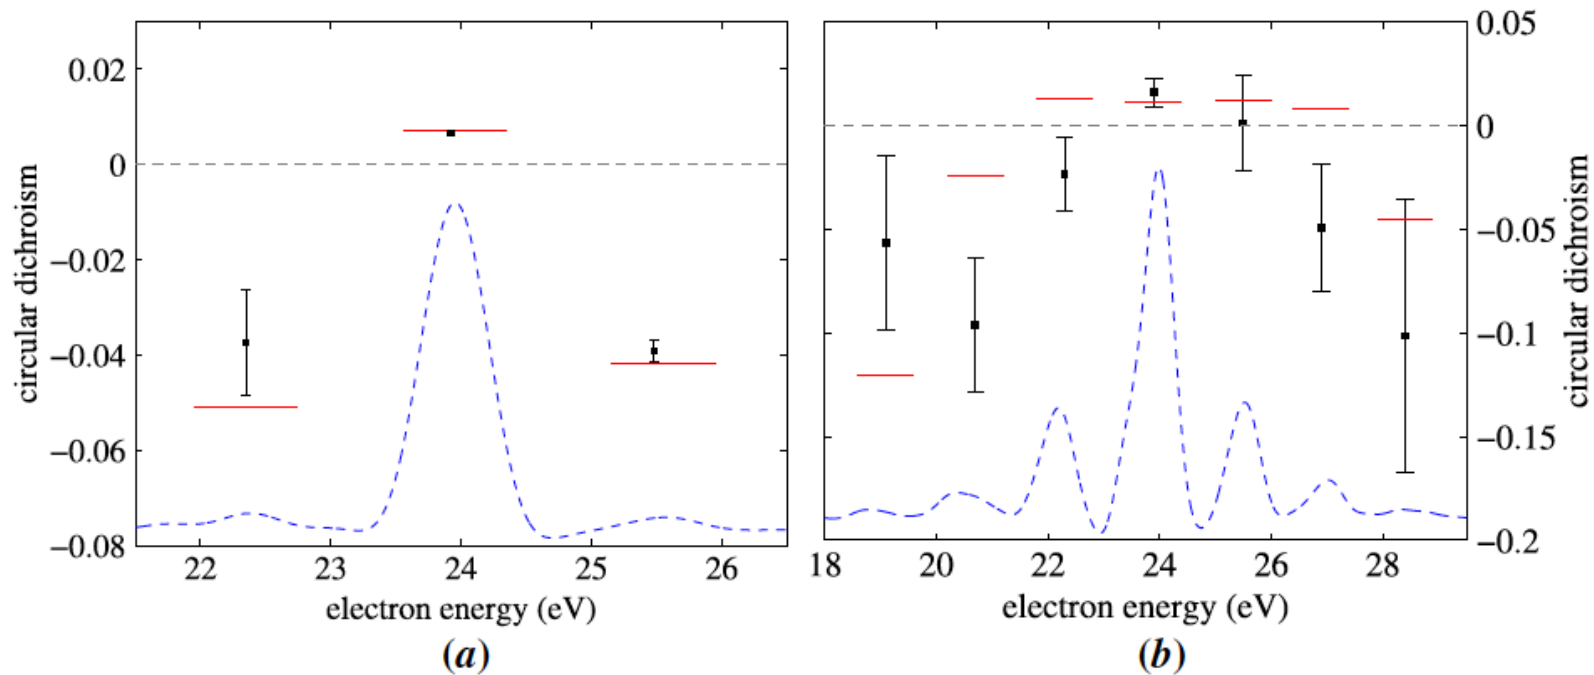 0.02
0
−0.02
−0.04
−0.06
−0.08
circular dichroism
22 23 24 25 26
electron energy (eV)
(a)
0.05
0
−0.05
−0.1
−0.15
−0.2
circular dichroism
18 20 22 24 26 28
electron energy (eV)
(b)